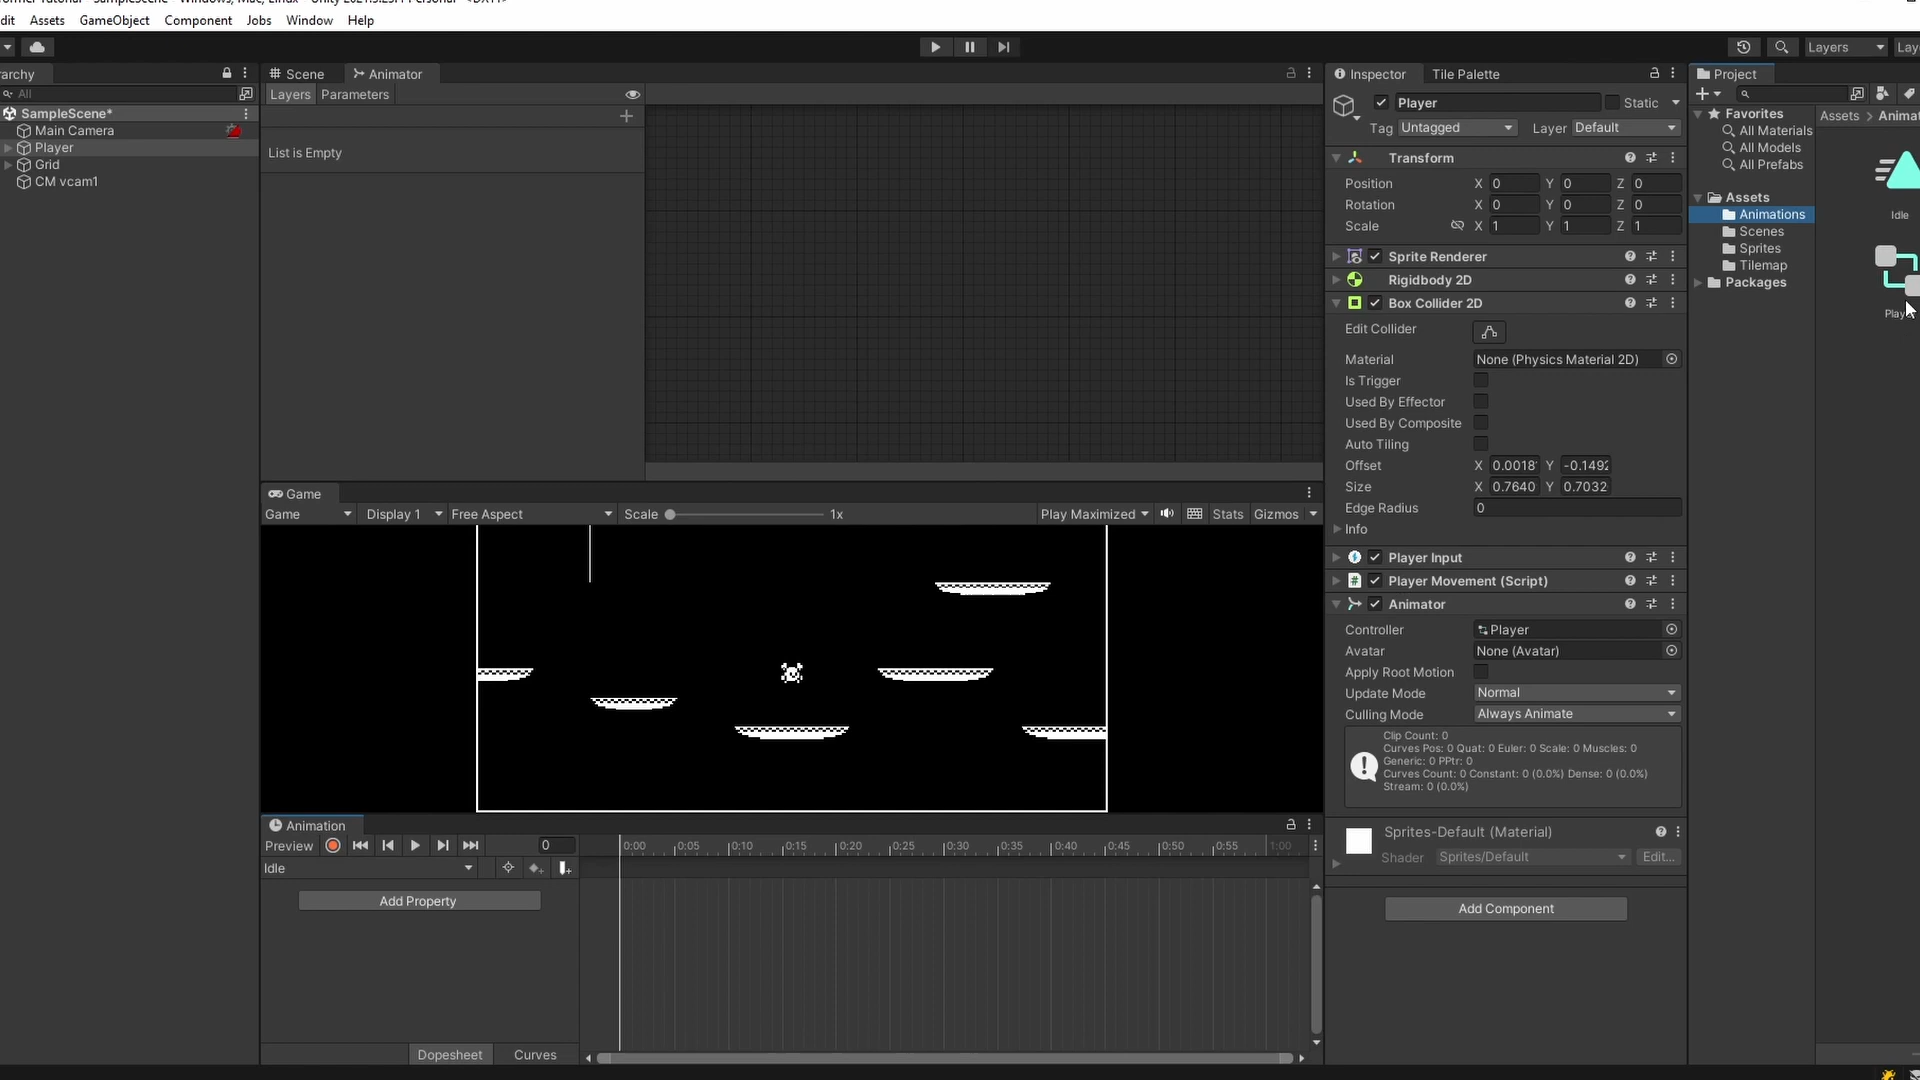 Assets GameObject Component Jobs Window Help
Layers
Scene Animator
Inspector Tile Palette
Project
All
Layers Parameters
SampleScene*
Main Camera
Player
Grid
CM vcam1
List is Empty
Player Static
Tag Untagged Layer Default
Transform
Position X 0 Y 0 Z 0
Rotation X 0 Y 0 Z 0
Scale X 1 Y 1 Z 1
Sprite Renderer
Rigidbody 2D
Box Collider 2D
Edit Collider
Material None (Physics Material 2D)
Is Trigger
Used By Effector
Used By Composite
Auto Tiling
Offset X 0.0018 Y -0.1492
Size X 0.7640 Y 0.7032
Edge Radius 0
Info
Player Input
Player Movement (Script)
Animator
Controller Player
Avatar None (Avatar)
Apply Root Motion
Update Mode Normal
Culling Mode Always Animate
Clip Count: 0
Curves Pos: 0 Quat: 0 Euler: 0 Scale: 0 Muscles: 0
Generic: 0 PPtr: 0
Curves Count: 0 Constant: 0 (0.0%) Dense: 0 (0.0%)
Stream: 0 (0.0%)
Sprites-Default (Material)
Shader Sprites/Default Edit...
Add Component
Favorites
All Materials
All Models
All Prefabs
Assets
Animations
Scenes
Sprites
Tilemap
Packages
Assets >
Idle
Game
Game Display 1 Free Aspect Scale 1x Play Maximized Stats Gizmos
Animation
Preview 0 0:00 0:05 0:10 0:15 0:20 0:25 0:30 0:35 0:40 0:45 0:50 0:55 1:00
Idle
Add Property
Dopesheet Curves